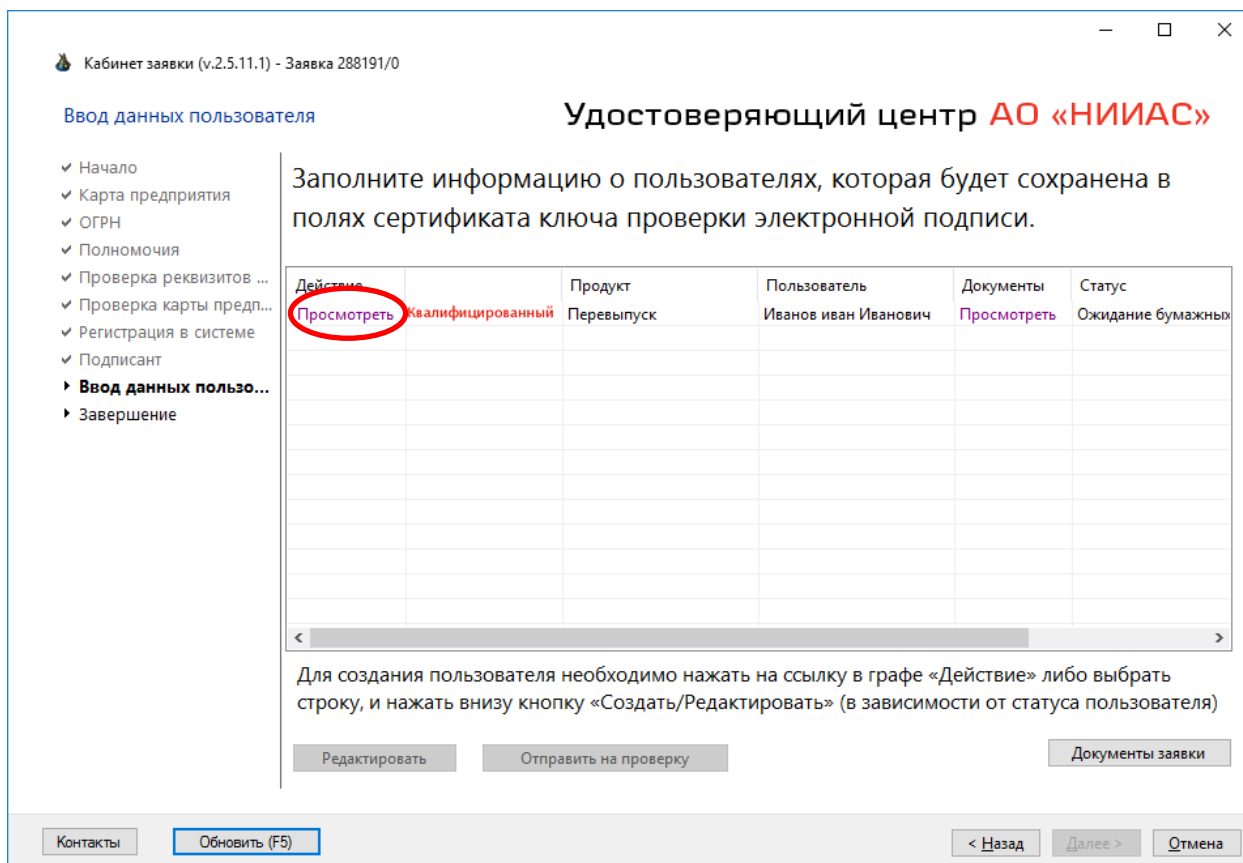 Кабинет заявки (v.2.5.11.1) - Заявка 288191/0
Ввод данных пользователя
Удостоверяющий центр АО «НИИАС»
Начало
Карта предприятия
ОГРН
Полномочия
Проверка реквизитов ...
Проверка карты предп...
Регистрация в системе
Подписант
Ввод данных пользо...
Завершение
Заполните информацию о пользователях, которая будет сохранена в
полях сертификата ключа проверки электронной подписи.
Действие Продукт Пользователь Документы Статус
Просмотреть Квалифицированный Перевыпуск Иванов иван Иванович Просмотреть Ожидание бумажных
Для создания пользователя необходимо нажать на ссылку в графе «Действие» либо выбрать
строку, и нажать внизу кнопку «Создать/Редактировать» (в зависимости от статуса пользователя)
Редактировать Отправить на проверку Документы заявки
Контакты Обновить (F5) < Назад Далее > Отмена